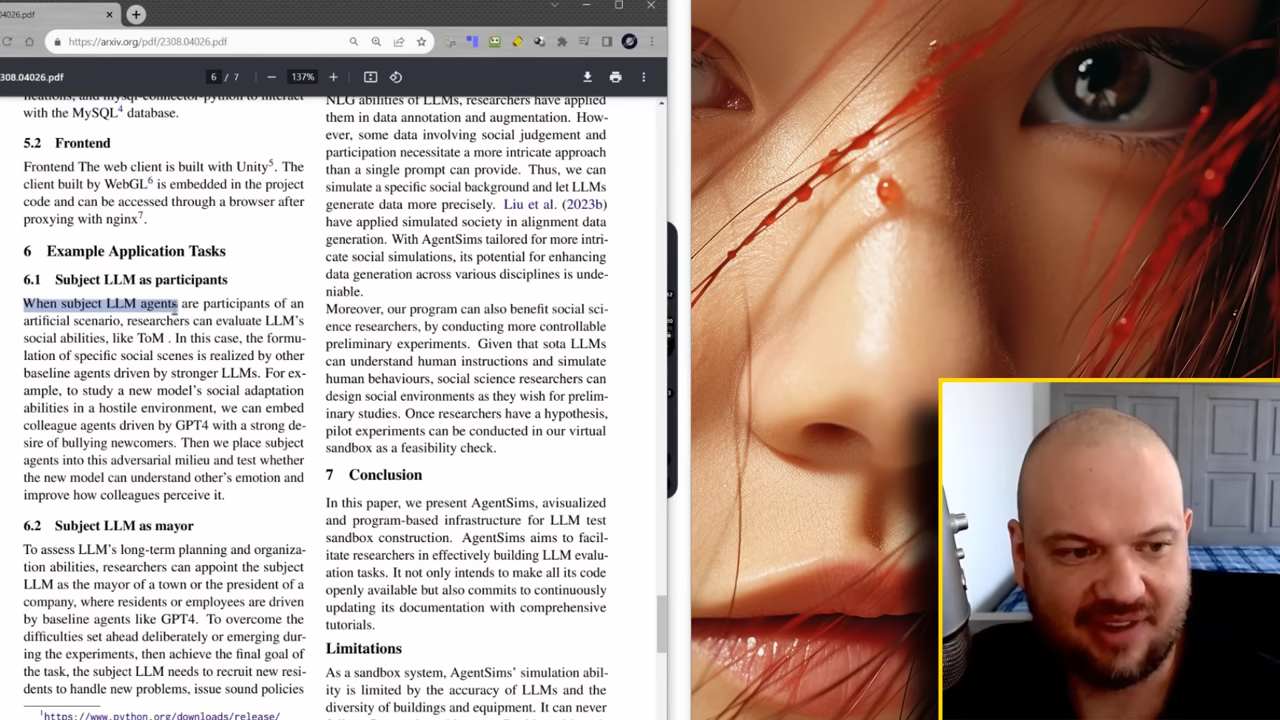 04026.pdf
https://arxiv.org/pdf/2308.04026.pdf
308.04026.pdf
6 / 7
137%
with the MySQL4 database.
5.2 Frontend
Frontend The web client is built with Unity5. The
client built by WebGL6 is embedded in the project
code and can be accessed through a browser after
proxying with nginx7.
6 Example Application Tasks
6.1 Subject LLM as participants
When subject LLM agents are participants of an
artificial scenario, researchers can evaluate LLM's
social abilities, like ToM . In this case, the formu-
lation of specific social scenes is realized by other
baseline agents driven by stronger LLMs. For ex-
ample, to study a new model's social adaptation
abilities in a hostile environment, we can embed
colleague agents driven by GPT4 with a strong de-
sire of bullying newcomers. Then we place subject
agents into this adversarial milieu and test whether
the new model can understand other's emotion and
improve how colleagues perceive it.
6.2 Subject LLM as mayor
To assess LLM's long-term planning and organiza-
tion abilities, researchers can appoint the subject
LLM as the mayor of a town or the president of a
company, where residents or employees are driven
by baseline agents like GPT4. To overcome the
difficulties set ahead deliberately or emerging dur-
ing the experiments, then achieve the final goal of
the task, the subject LLM needs to recruit new resi-
dents to handle new problems, issue sound policies
1https://www.python.org/downloads/release/
NLG abilities of LLMs, researchers have applied
them in data annotation and augmentation. How-
ever, some data involving social judgement and
participation necessitate a more intricate approach
than a single prompt can provide. Thus, we can
simulate a specific social background and let LLMs
generate data more precisely. Liu et al. (2023b)
have applied simulated society in alignment data
generation. With AgentSims tailored for more intri-
cate social simulations, its potential for enhancing
data generation across various disciplines is unde-
niable.
Moreover, our program can also benefit social sci-
ence researchers, by conducting more controllable
preliminary experiments. Given that sota LLMs
can understand human instructions and simulate
human behaviours, social science researchers can
design social environments as they wish for prelim-
inary studies. Once researchers have a hypothesis,
pilot experiments can be conducted in our virtual
sandbox as a feasibility check.
7 Conclusion
In this paper, we present AgentSims, avisualized
and program-based infrastructure for LLM test
sandbox construction. AgentSims aims to facil-
itate researchers in effectively building LLM evalu-
ation tasks. It not only intends to make all its code
openly available but also commits to continuously
updating its documentation with comprehensive
tutorials.
Limitations
As a sandbox system, AgentSims' simulation abil-
ity is limited by the accuracy of LLMs and the
diversity of buildings and equipment. It can never